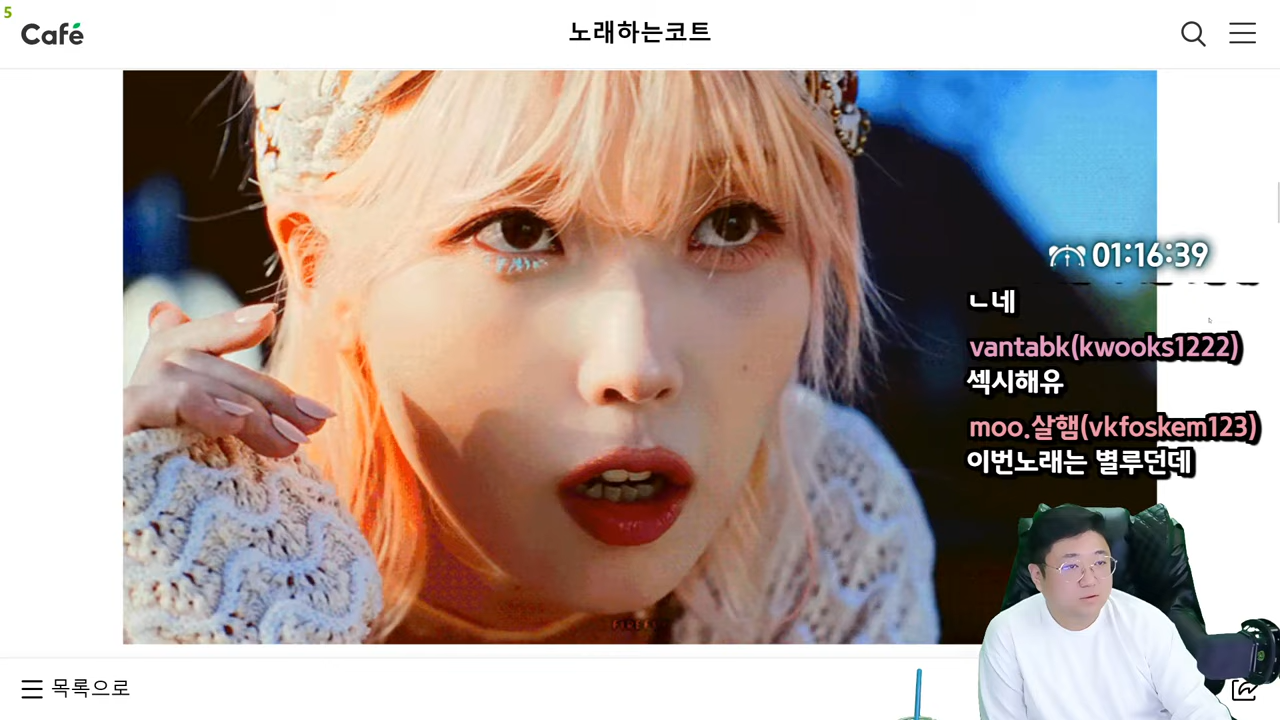 5
Café
노래하는코트
01:16:39
ㄴ네
vantabk(kwooks1222)
섹시해유
moo.살햄(vkfoskem123)
이번노래는 별루던데
목록으로